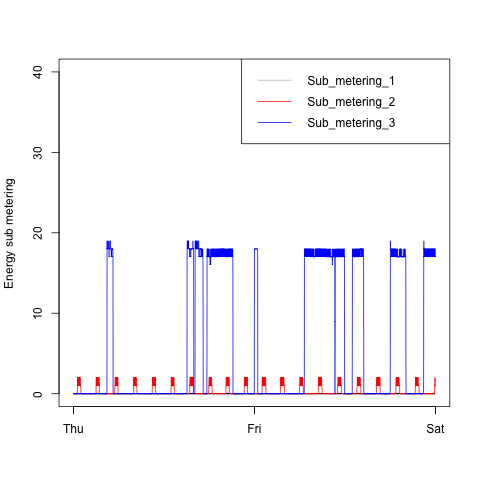 Sub_metering_1
Sub_metering_2
Sub_metering_3
Energy sub metering
40
30
20
10
0
Thu
Fri
Sat